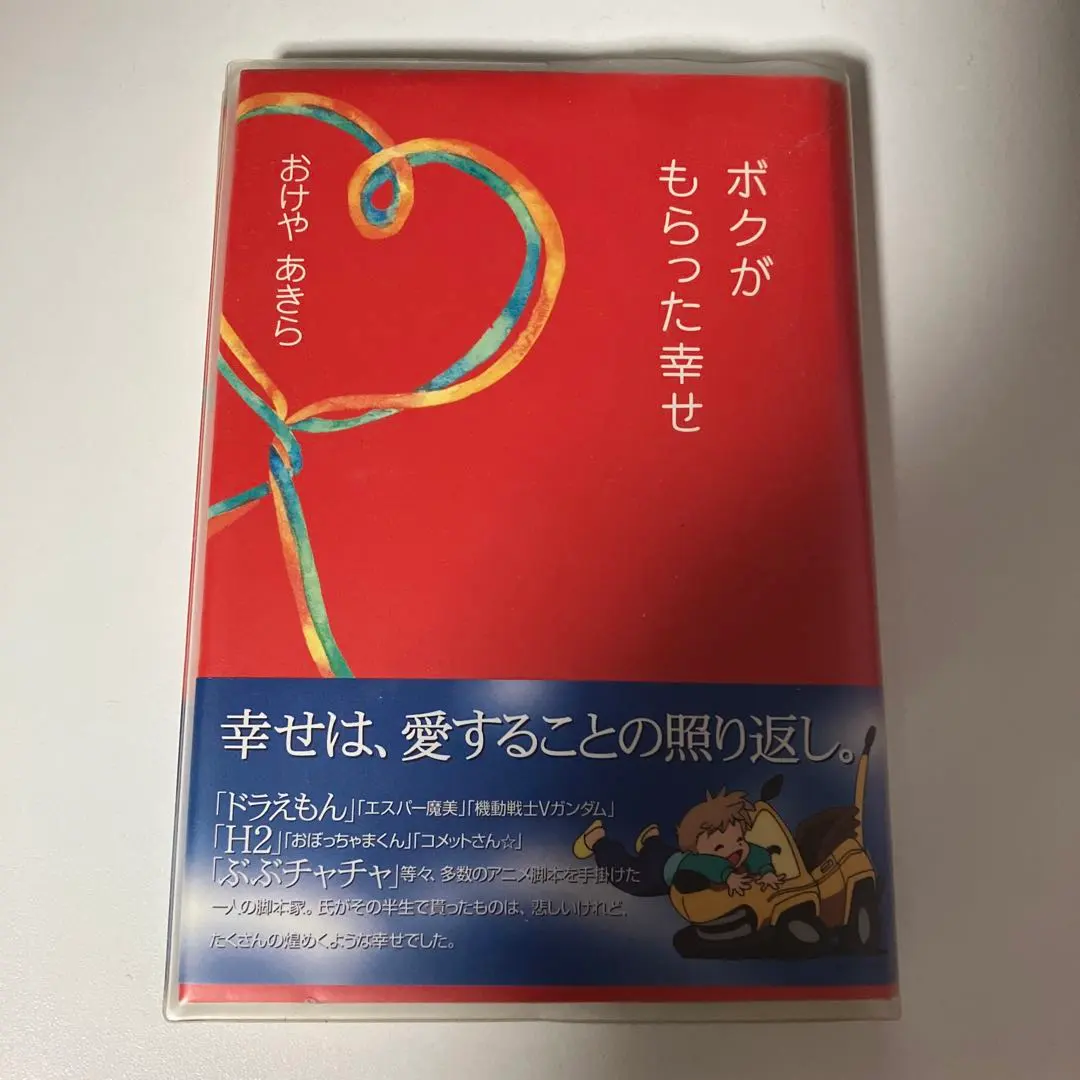 ボクが
もらった幸せ
おけや あきら
幸せは、愛することの照り返し。
「ドラえもん」「エスパー魔美」「機動戦士Vガンダム」
「H2」「おぼっちゃまくん」「コメットさん☆」
「ぶぶチャチャ」等々、多数のアニメ脚本を手掛けた
一人の脚本家。氏がその半生で貰ったものは、悲しいけれど、
たくさんの煌めくような幸せでした。